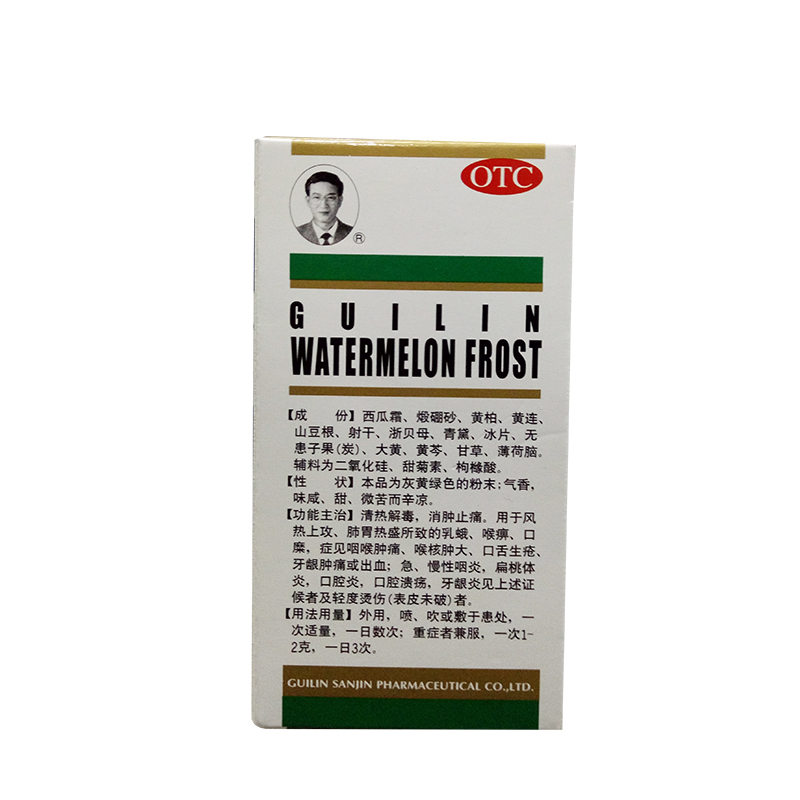 OTC
®
GUILIN
WATERMELON FROST
【成 份】西瓜霜、煅硼砂、黄柏、黄连、
山豆根、射干、浙贝母、青黛、冰片、无
患子果(炭)、大黄、黄芩、甘草、薄荷脑。
辅料为二氧化硅、甜菊素、枸橼酸。
【性 状】本品为灰黄绿色的粉末；气香，
味咸、甜、微苦而辛凉。
【功能主治】清热解毒，消肿止痛。用于风
热上攻、肺胃热盛所致的乳蛾、喉痹、口
糜，症见咽喉肿痛、喉核肿大、口舌生疮、
牙龈肿痛或出血；急、慢性咽炎，扁桃体
炎，口腔炎，口腔溃疡，牙龈炎见上述证
候者及轻度烫伤(表皮未破)者。
【用法用量】外用，喷、吹或敷于患处，一
次适量，一日数次；重症者兼服，一次1-
2克，一日3次。
GUILIN SANJIN PHARMACEUTICAL CO.,LTD.